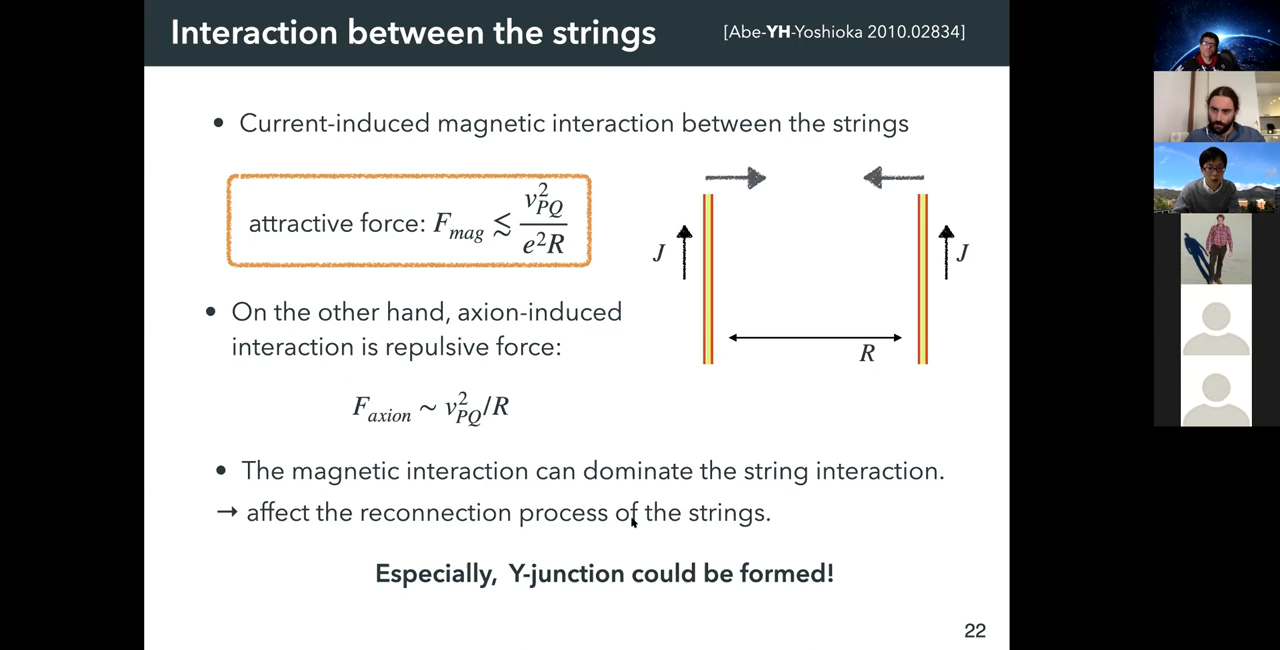 Interaction between the strings
[Abe-YH-Yoshioka 2010.02834]
• Current-induced magnetic interaction between the strings
attractive force: F_mag ≲ v_PQ^2 / e^2R
J
J
R
• On the other hand, axion-induced
interaction is repulsive force:
F_axion ~ v_PQ^2/R
• The magnetic interaction can dominate the string interaction.
→ affect the reconnection process of the strings.
Especially, Y-junction could be formed!
22